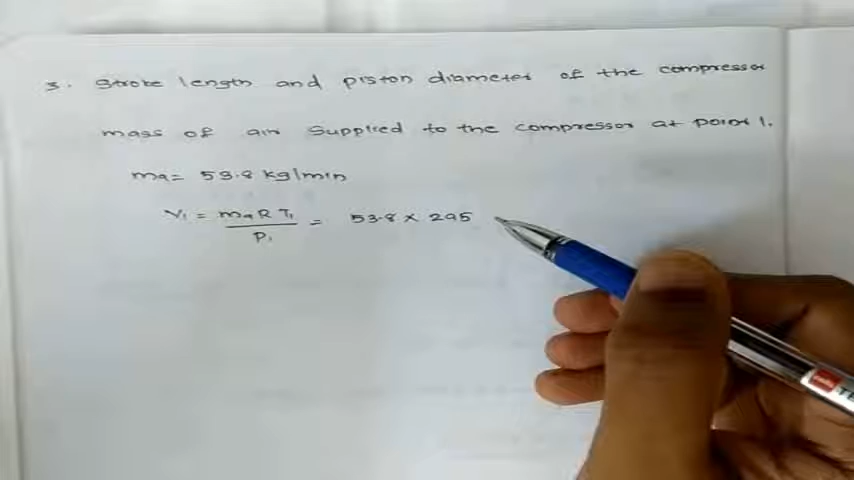 3. Stroke length and piston diameter of the compressor
mass of air supplied to the compressor at point 1.
ma = 53.8 kg/min
V₁ = maRT₁/P₁ = 53.8 × 295